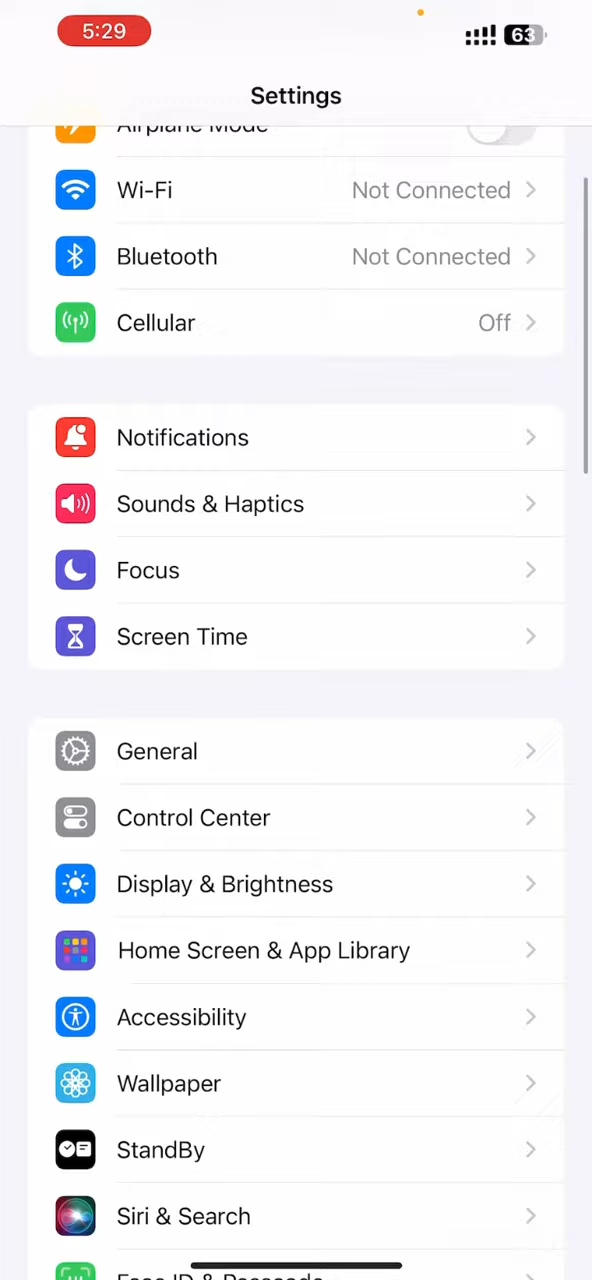 5:29
63
Settings
Airplane Mode
Wi-Fi Not Connected
Bluetooth Not Connected
Cellular Off
Notifications
Sounds & Haptics
Focus
Screen Time
General
Control Center
Display & Brightness
Home Screen & App Library
Accessibility
Wallpaper
StandBy
Siri & Search
Face ID & Passcode